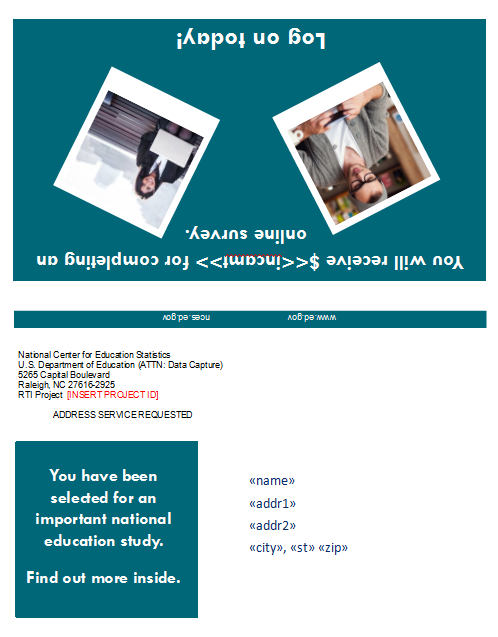 www.ed.gov nces.ed.gov
You will receive $<<incamt>> for completing an
online survey.
Log on today!
National Center for Education Statistics
U.S. Department of Education (ATTN: Data Capture)
5265 Capital Boulevard
Raleigh, NC 27616-2925
RTI Project [INSERT PROJECT ID]
ADDRESS SERVICE REQUESTED
You have been
selected for an
important national
education study.
Find out more inside.
«name»
«addr1»
«addr2»
«city», «st» «zip»